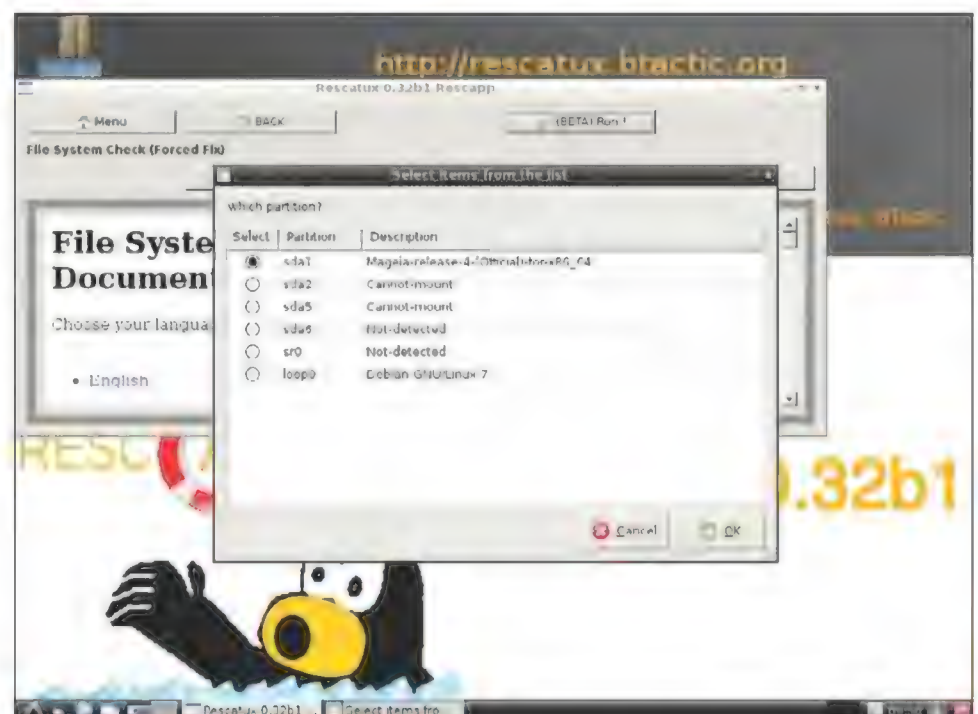 http://rescatux.btactic.org
Rescatux 0.32b1 Rescapp
Menu
BACK
(BETA) Run !
File System Check (Forced Fix)
Select items from the list
which partition?
Select Partition Description
sda1 Mageia-release-4-(Official)-for-x86_64
sda2 Cannot-mount
sda5 Cannot-mount
sda6 Not-detected
sr0 Not-detected
loop0 Debian GNU/Linux 7
File Syste
Documen
Choose your langua
English
Cancel
OK
RESC
0.32b1
Rescatux 0.32b1 ...
Select items fro...